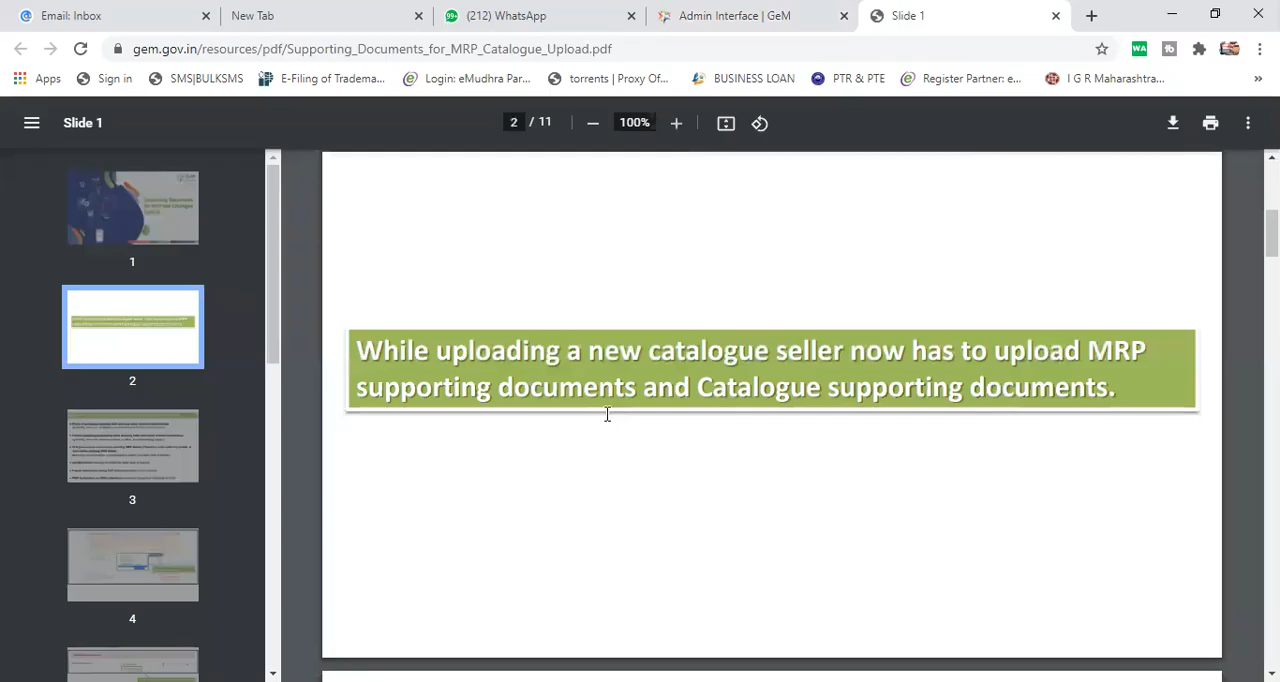 Email: Inbox
New Tab
(212) WhatsApp
Admin Interface | GeM
Slide 1
gem.gov.in/resources/pdf/Supporting_Documents_for_MRP_Catalogue_Upload.pdf
Apps
Sign in
SMS|BULKSMS
E-Filing of Tradema...
Login: eMudhra Par...
torrents | Proxy Of...
BUSINESS LOAN
PTR & PTE
Register Partner: e...
I G R Maharashtra...
»
Slide 1
2 / 11
100%
1
2
3
4
While uploading a new catalogue seller now has to upload MRP
supporting documents and Catalogue supporting documents.